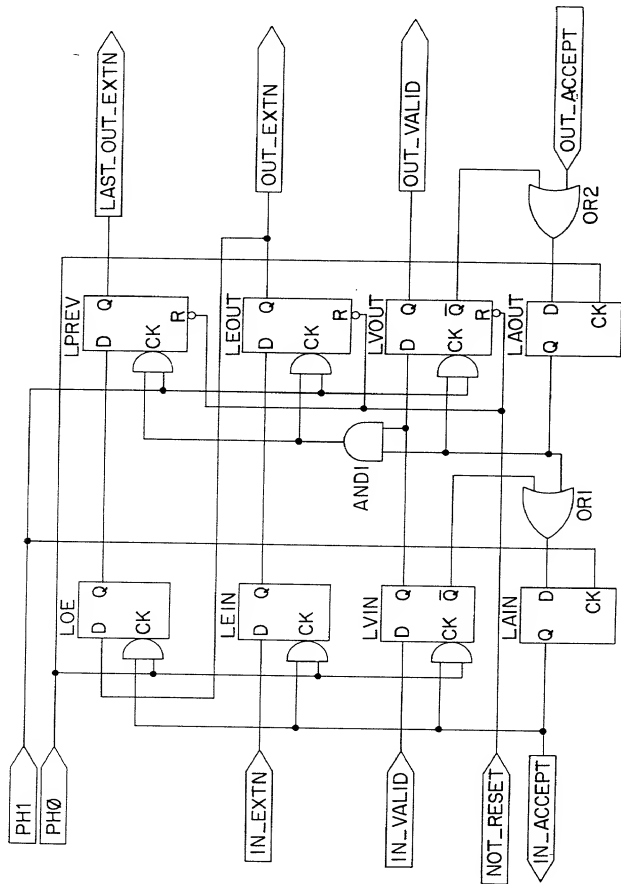 PH1
PHØ
IN_EXTN
IN_VALID
NOT_RESET
IN_ACCEPT
LOE
D Q
CK
LEIN
D Q
CK
LVIN
D Q
CK Q̅
LAIN
Q D
CK
OR1
AND1
LPREV
D Q
CK
R
LEOUT
D Q
CK
R
LVOUT
D Q
CK Q̅
R
LAOUT
Q D
CK
OR2
LAST_OUT_EXTN
OUT_EXTN
OUT_VALID
OUT_ACCEPT